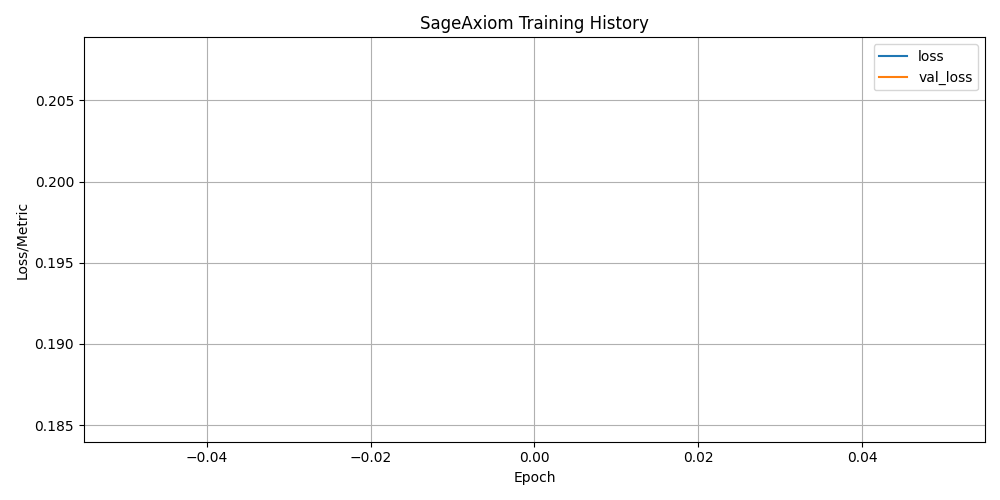 SageAxiom Training History
loss
val_loss
0.205
0.200
0.195
0.190
0.185
Loss/Metric
−0.04
−0.02
0.00
0.02
0.04
Epoch